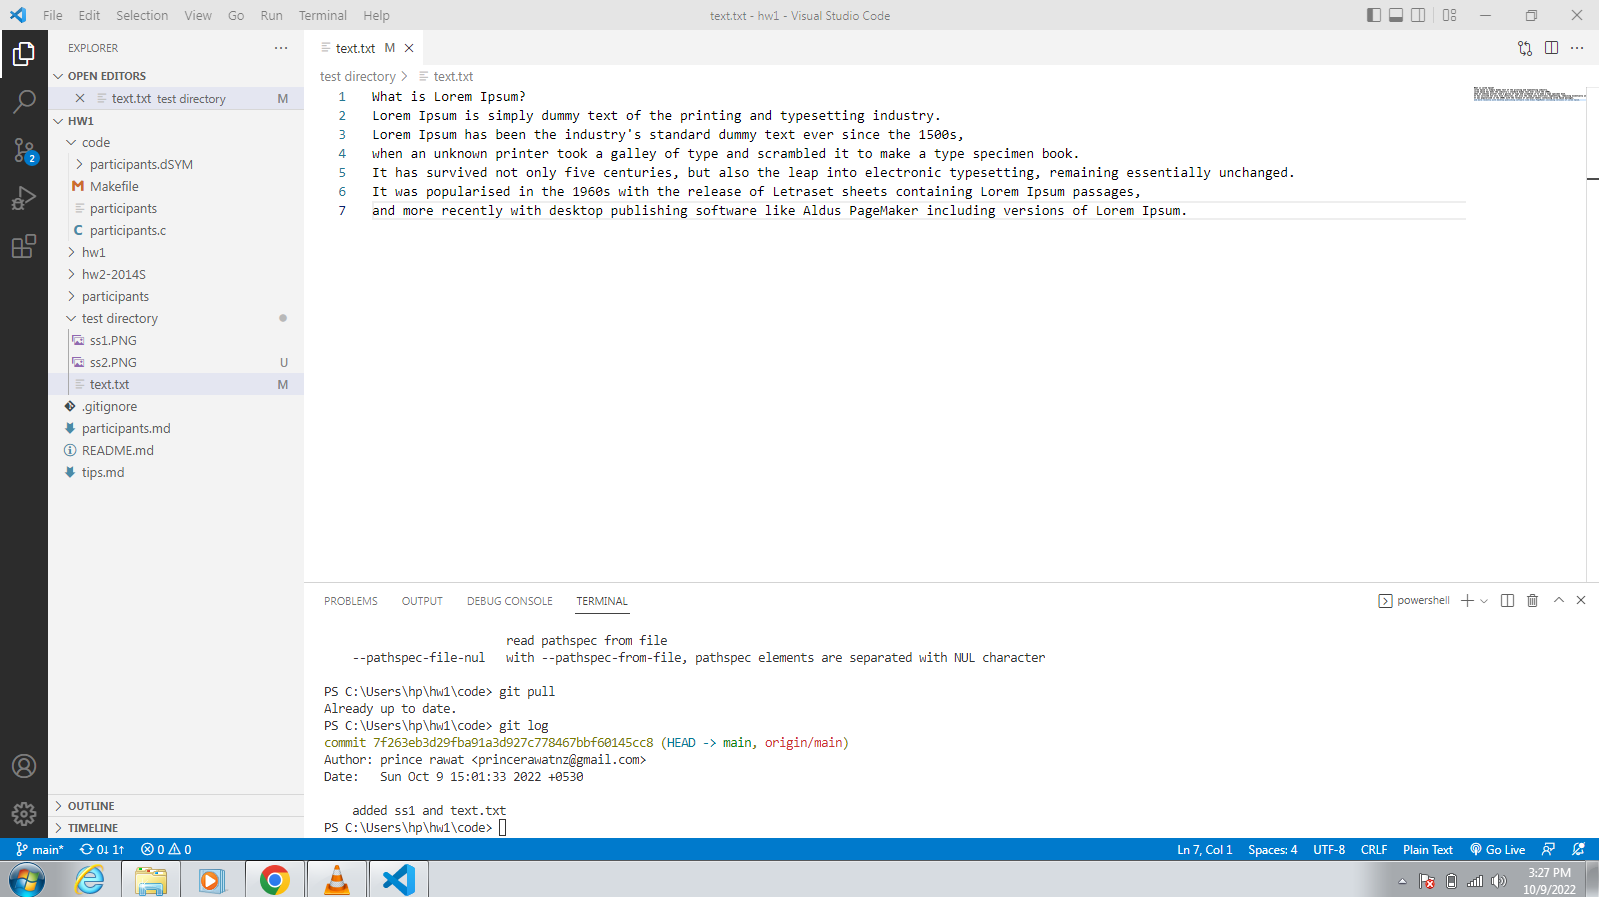 File Edit Selection View Go Run Terminal Help
text.txt - hw1 - Visual Studio Code
EXPLORER
OPEN EDITORS
text.txt test directory M
HW1
code
participants.dSYM
Makefile
participants
participants.c
hw1
hw2-2014S
participants
test directory
ss1.PNG
ss2.PNG U
text.txt M
.gitignore
participants.md
README.md
tips.md
OUTLINE
TIMELINE
2
text.txt M
test directory > text.txt
1 What is Lorem Ipsum?
2 Lorem Ipsum is simply dummy text of the printing and typesetting industry.
3 Lorem Ipsum has been the industry's standard dummy text ever since the 1500s,
4 when an unknown printer took a galley of type and scrambled it to make a type specimen book.
5 It has survived not only five centuries, but also the leap into electronic typesetting, remaining essentially unchanged.
6 It was popularised in the 1960s with the release of Letraset sheets containing Lorem Ipsum passages,
7 and more recently with desktop publishing software like Aldus PageMaker including versions of Lorem Ipsum.
PROBLEMS OUTPUT DEBUG CONSOLE TERMINAL
powershell
read pathspec from file
--pathspec-file-nul with --pathspec-from-file, pathspec elements are separated with NUL character
PS C:\Users\hp\hw1\code> git pull
Already up to date.
PS C:\Users\hp\hw1\code> git log
commit 7f263eb3d29fba91a3d927c778467bbf60145cc8 (HEAD -> main, origin/main)
Author: prince rawat <princerawatnz@gmail.com>
Date: Sun Oct 9 15:01:33 2022 +0530
added ss1 and text.txt
PS C:\Users\hp\hw1\code>
main* 0↓ 1↑ 0 0
Ln 7, Col 1 Spaces: 4 UTF-8 CRLF Plain Text Go Live
3:27 PM
10/9/2022